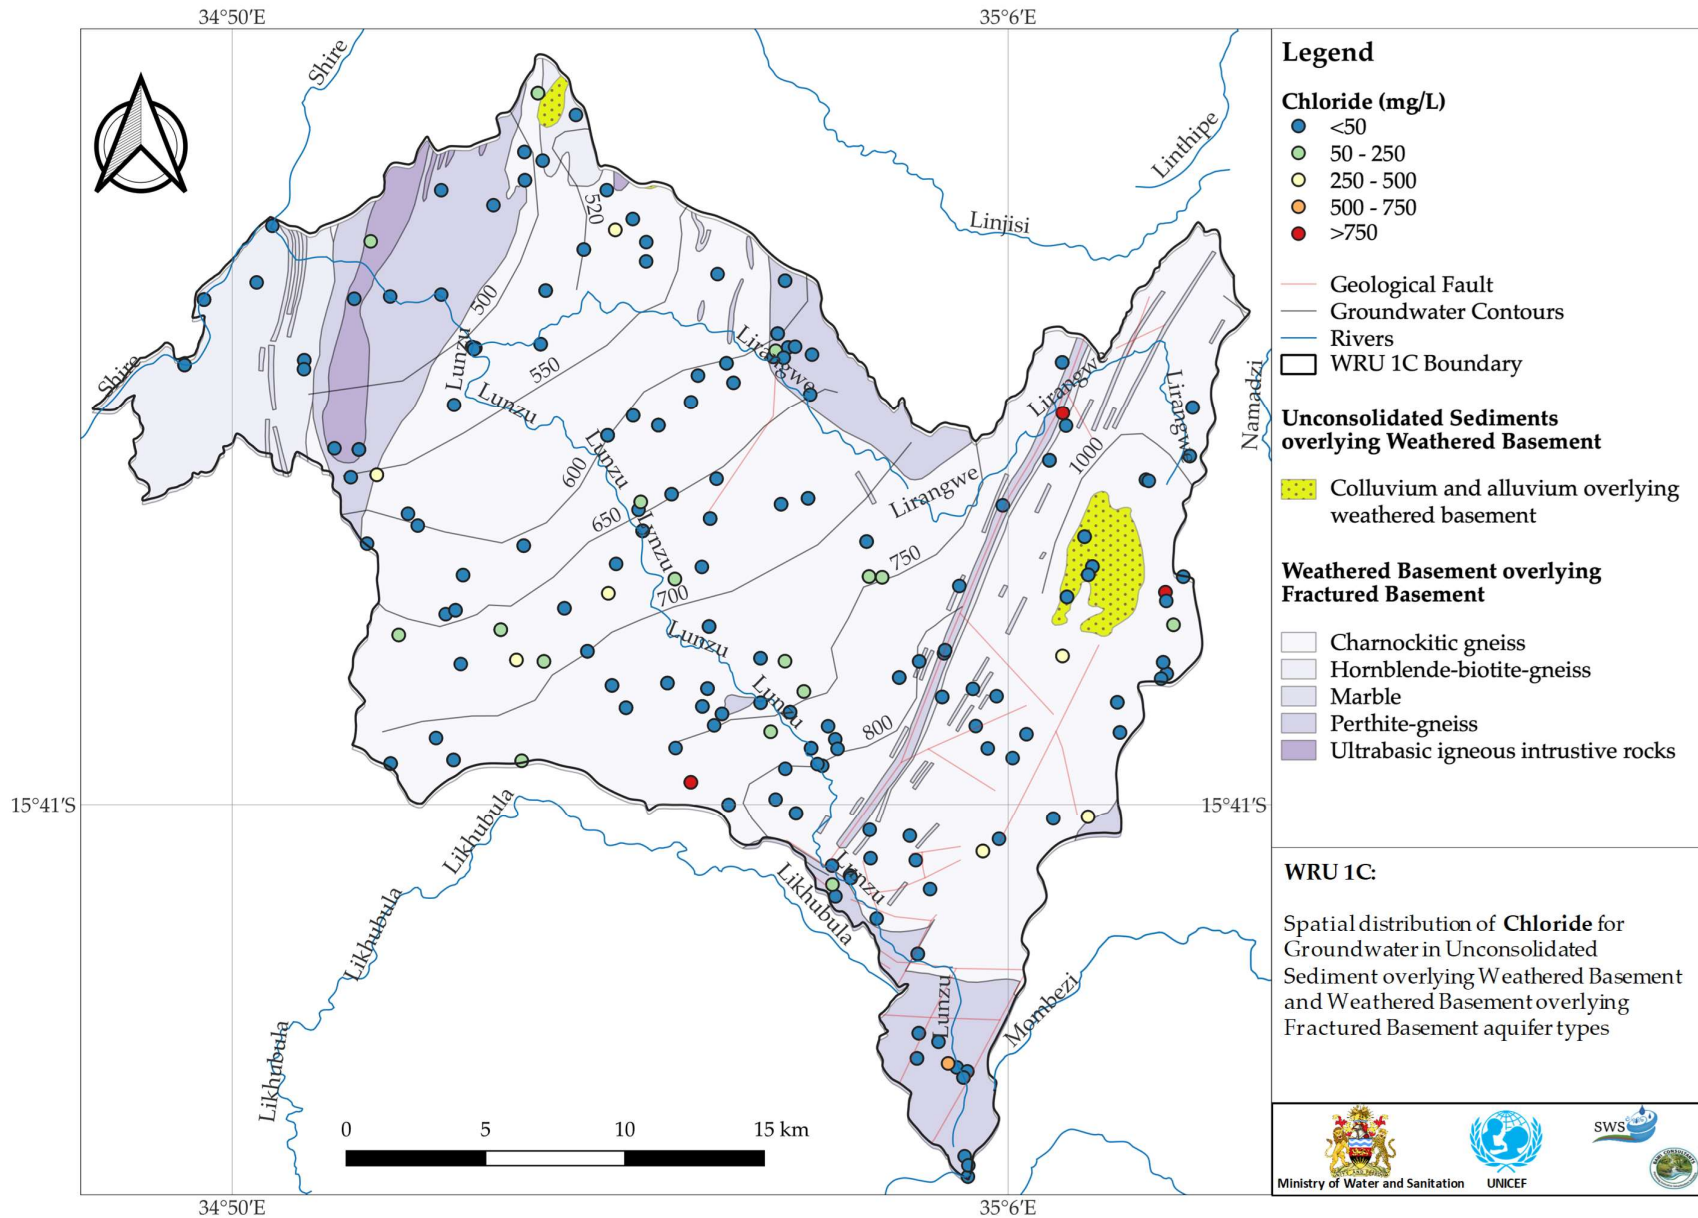 34°50′E
35°6′E
Shire
Linthipe
Linjisi
520
500
Lunzu
550
Lirangwe
Shire
Lunzu
Lirangwe
Lirangwe
Namadzi
1000
Lunzu
600
Lirangwe
650
Lynzu
750
700
Lunzu
Lunzu
800
15°41′S
15°41′S
Likhubula
Lunzu
Likhubula
Likhubula
Lunzu
Mombezi
Likhubula
0 5 10 15 km
34°50′E
35°6′E
Legend
Chloride (mg/L)
<50
50 - 250
250 - 500
500 - 750
>750
Geological Fault
Groundwater Contours
Rivers
WRU 1C Boundary
Unconsolidated Sediments
overlying Weathered Basement
Colluvium and alluvium overlying
weathered basement
Weathered Basement overlying
Fractured Basement
Charnockitic gneiss
Hornblende-biotite-gneiss
Marble
Perthite-gneiss
Ultrabasic igneous intrustive rocks
WRU 1C:
Spatial distribution of Chloride for
Groundwater in Unconsolidated
Sediment overlying Weathered Basement
and Weathered Basement overlying
Fractured Basement aquifer types
SWS
Ministry of Water and Sanitation
UNICEF